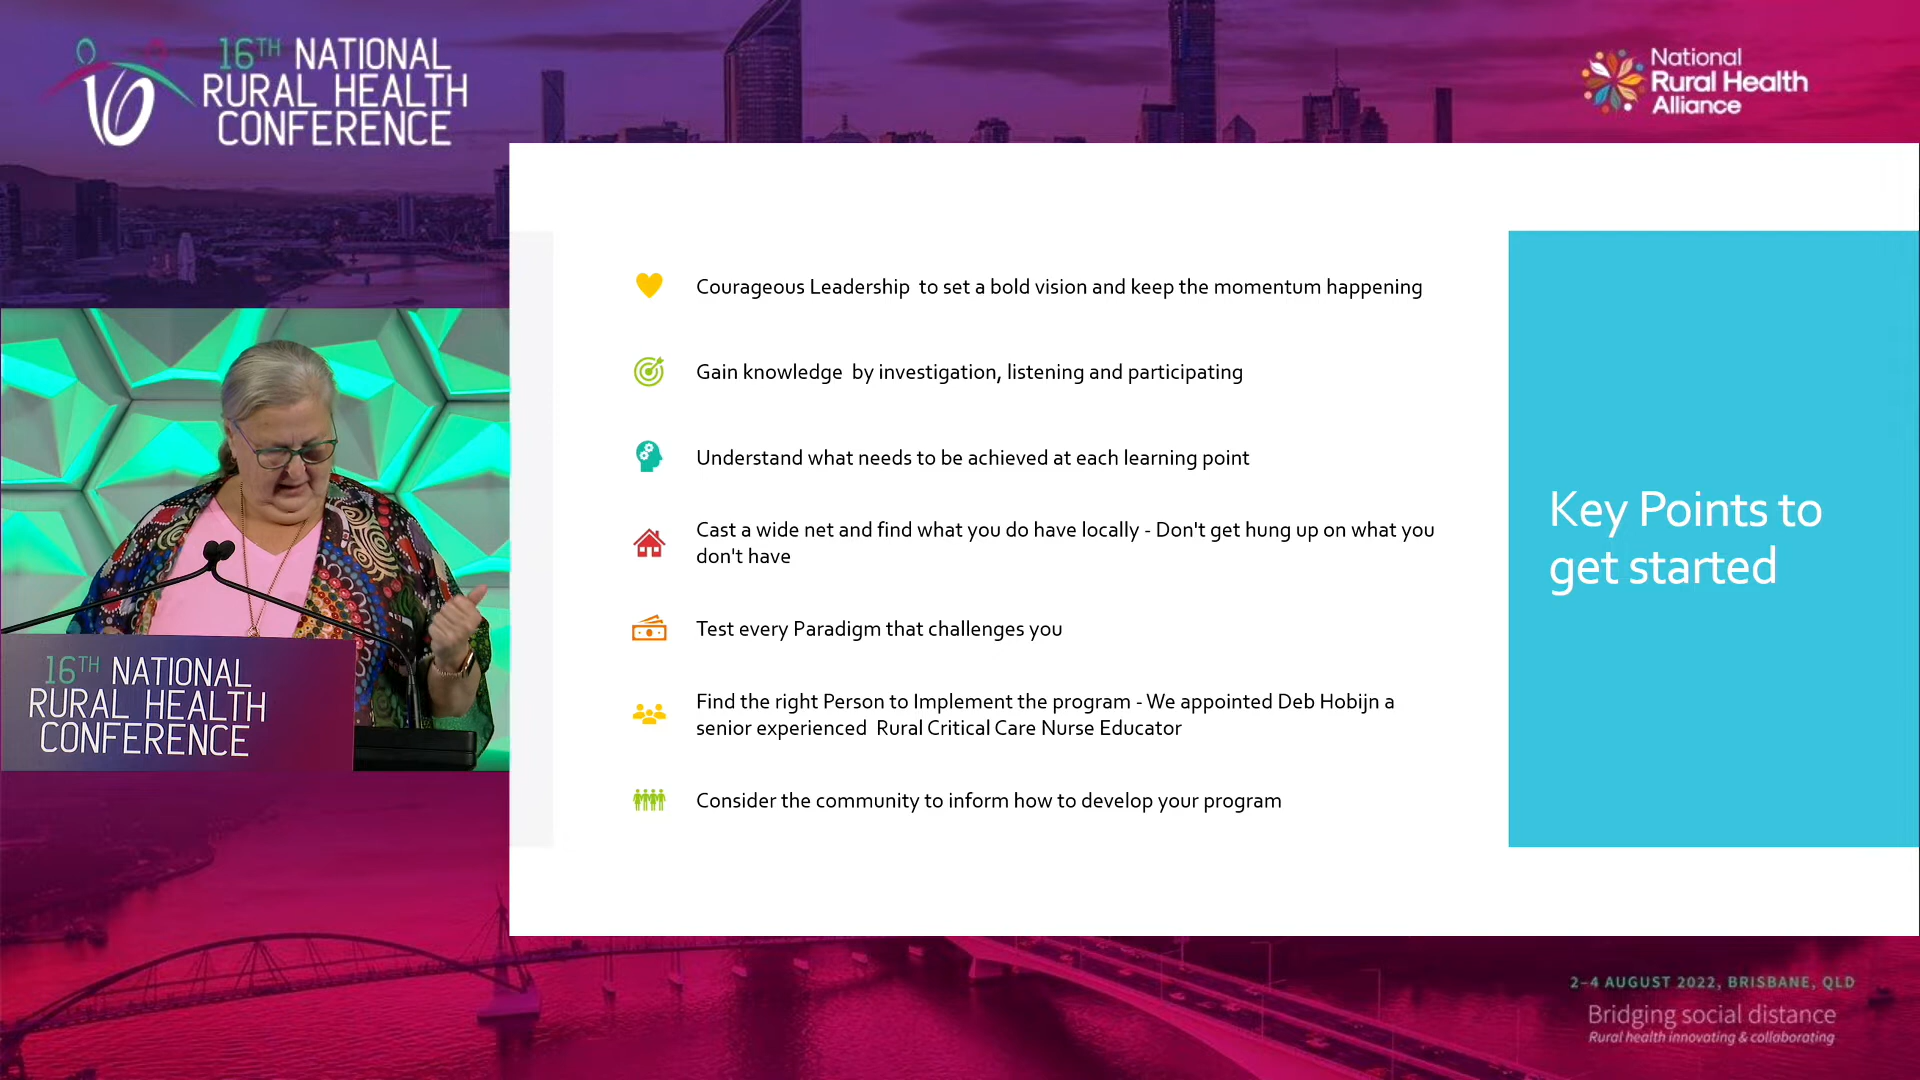 16TH NATIONAL
RURAL HEALTH
CONFERENCE
National
Rural Health
Alliance
Courageous Leadership  to set a bold vision and keep the momentum happening
Gain knowledge  by investigation, listening and participating
Understand what needs to be achieved at each learning point
Cast a wide net and find what you do have locally - Don't get hung up on what you
don't have
Test every Paradigm that challenges you
Find the right Person to Implement the program - We appointed Deb Hobijn a
senior experienced  Rural Critical Care Nurse Educator
Consider the community to inform how to develop your program
Key Points to
get started
16TH NATIONAL
RURAL HEALTH
CONFERENCE
2-4 AUGUST 2022, BRISBANE, QLD
Bridging social distance
Rural health innovating & collaborating